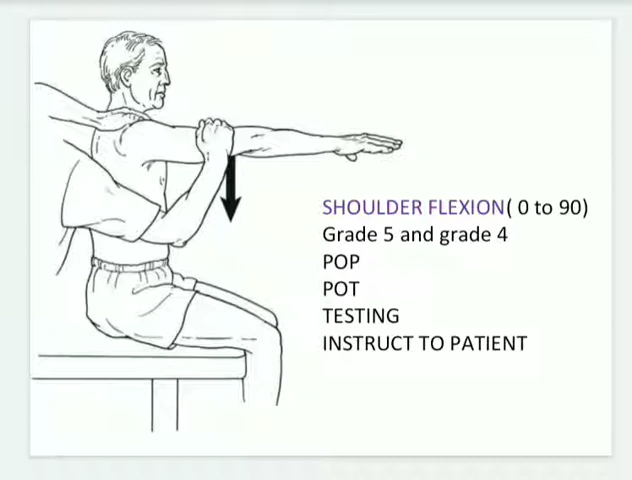 SHOULDER FLEXION( 0 to 90)
Grade 5 and grade 4
POP
POT
TESTING
INSTRUCT TO PATIENT